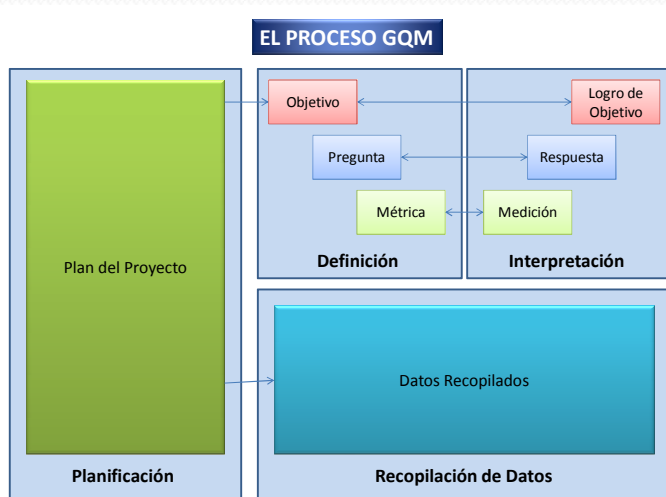 EL PROCESO GQM
Plan del Proyecto
Planificación
Objetivo
Logro de
Objetivo
Pregunta
Respuesta
Métrica
Medición
Definición
Interpretación
Datos Recopilados
Recopilación de Datos